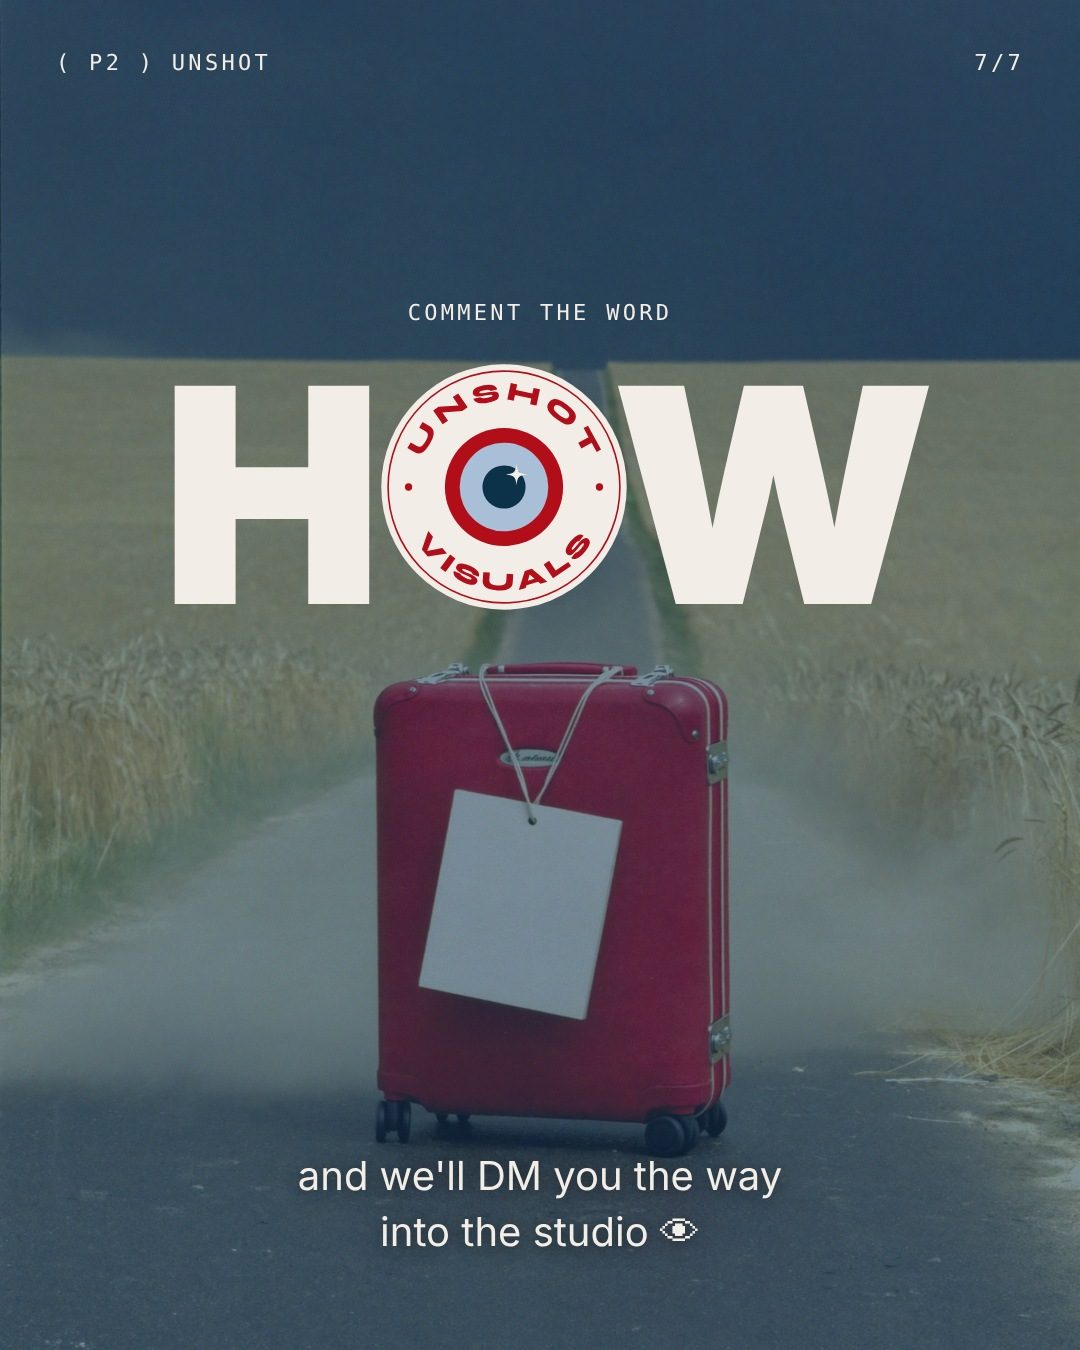 ( P2 ) UNSHOT
7/7
COMMENT THE WORD
HOW
UNSHOT
VISUALS
and we'll DM you the way
into the studio 👁